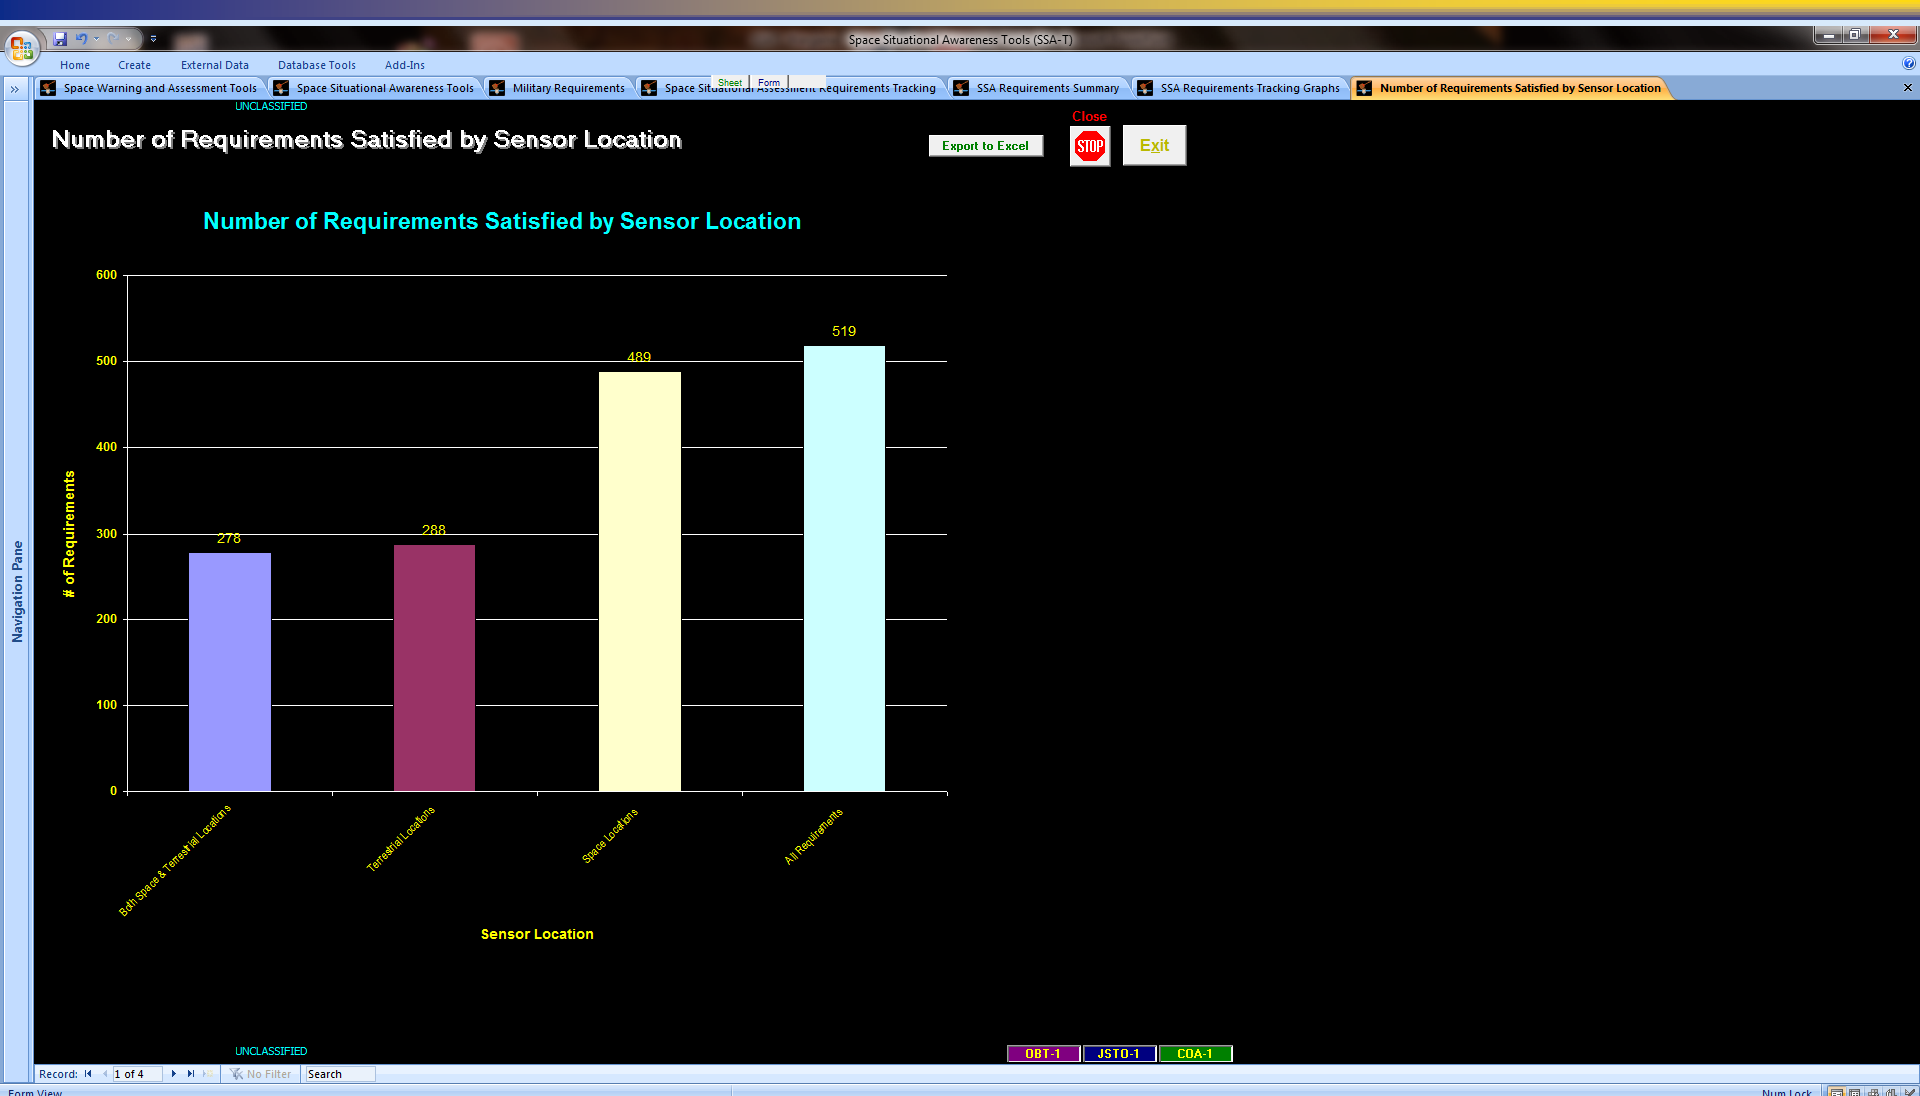 Space Situational Awareness Tools (SSA-T)
Home Create External Data Database Tools Add-Ins
Sheet Form
Space Warning and Assessment Tools Space Situational Awareness Tools Military Requirements Space Situational Assessment Requirements Tracking SSA Requirements Summary SSA Requirements Tracking Graphs Number of Requirements Satisfied by Sensor Location
UNCLASSIFIED
Close
Number of Requirements Satisfied by Sensor Location
Export to Excel STOP Exit
Number of Requirements Satisfied by Sensor Location
600
519
500
489
400
300
288
278
200
100
0
# of Requirements
Navigation Pane
Both Space & Terrestrial Locations
Terrestrial Locations
Space Locations
All Requirements
Sensor Location
UNCLASSIFIED
OBT-1 JSTO-1 COA-1
Record: 1 of 4 No Filter Search
Form View Num Lock